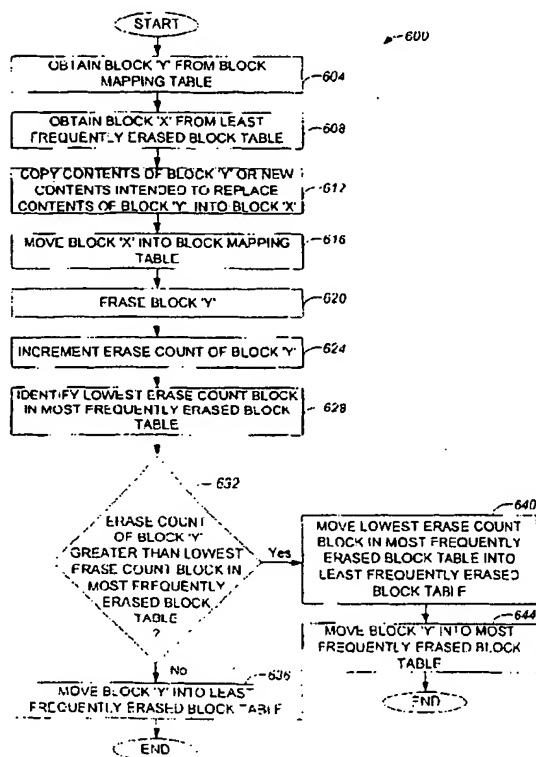 START
600
OBTAIN BLOCK 'Y' FROM BLOCK
MAPPING TABLE
604
OBTAIN BLOCK 'X' FROM LEAST
FREQUENTLY ERASED BLOCK TABLE
608
COPY CONTENTS OF BLOCK 'Y' OR NEW
CONTENTS INTENDED TO REPLACE
CONTENTS OF BLOCK 'Y' INTO BLOCK 'X'
612
MOVE BLOCK 'X' INTO BLOCK MAPPING
TABLE
616
ERASE BLOCK 'Y'
620
INCREMENT ERASE COUNT OF BLOCK 'Y'
624
IDENTIFY LOWEST ERASE COUNT BLOCK
IN MOST FREQUENTLY ERASED BLOCK
TABLE
628
632
ERASE COUNT
OF BLOCK 'Y'
GREATER THAN LOWEST
ERASE COUNT BLOCK IN
MOST FREQUENTLY
ERASED BLOCK
TABLE
?
Yes
640
MOVE LOWEST ERASE COUNT
BLOCK IN MOST FREQUENTLY
ERASED BLOCK TABLE INTO
LEAST FREQUENTLY ERASED
BLOCK TABLE
644
MOVE BLOCK 'Y' INTO MOST
FREQUENTLY ERASED BLOCK
TABLE
END
No
636
MOVE BLOCK 'Y' INTO LEAST
FREQUENTLY ERASED BLOCK TABLE
END